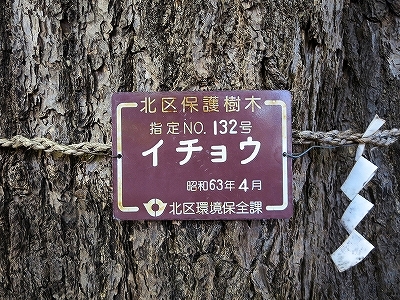 北区保護樹木
指定NO. 132号
イチョウ
昭和63年4月
北区環境保全課